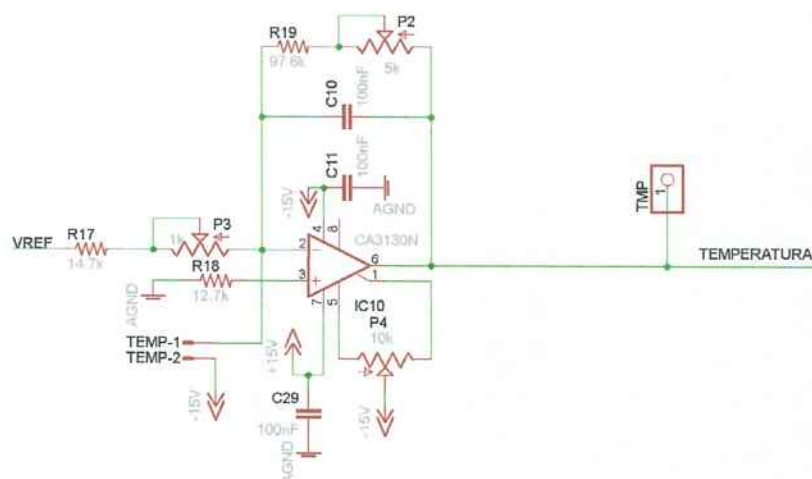 R19
97.6k
P2
5k
C10
100nF
C11
100nF
-15V
AGND
4
8
CA3130N
VREF
R17
14.7k
P3
1k
2
3
6
1
7
5
R18
12.7k
AGND
IC10
P4
10k
TEMP-1
TEMP-2
-15V
+15V
-15V
C29
100nF
AGND
TMP
1
TEMPERATURA